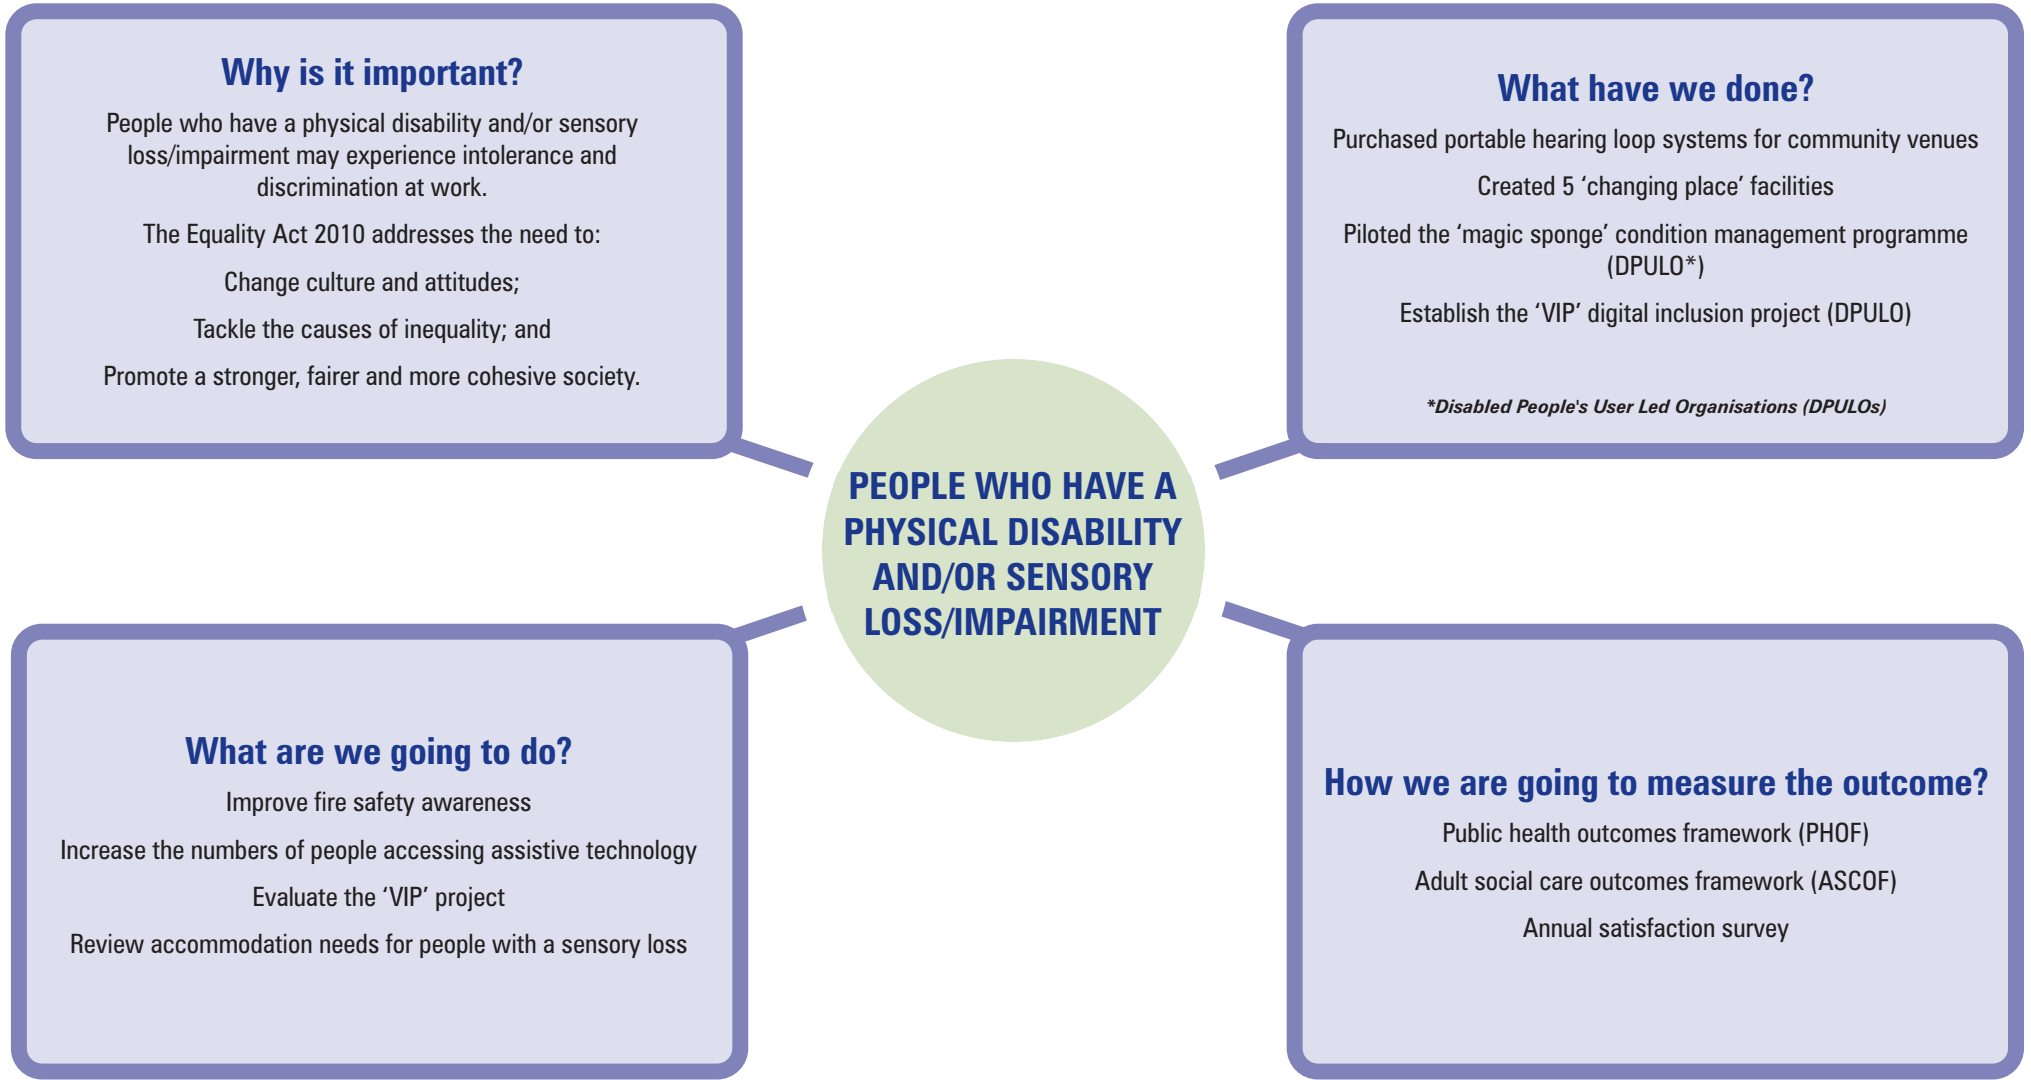 Why is it important?
People who have a physical disability and/or sensory
loss/impairment may experience intolerance and
discrimination at work.
The Equality Act 2010 addresses the need to:
Change culture and attitudes;
Tackle the causes of inequality; and
Promote a stronger, fairer and more cohesive society.
What have we done?
Purchased portable hearing loop systems for community venues
Created 5 ‘changing place’ facilities
Piloted the ‘magic sponge’ condition management programme
(DPULO*)
Establish the ‘VIP’ digital inclusion project (DPULO)
*Disabled People's User Led Organisations (DPULOs)
PEOPLE WHO HAVE A
PHYSICAL DISABILITY
AND/OR SENSORY
LOSS/IMPAIRMENT
What are we going to do?
Improve fire safety awareness
Increase the numbers of people accessing assistive technology
Evaluate the ‘VIP’ project
Review accommodation needs for people with a sensory loss
How we are going to measure the outcome?
Public health outcomes framework (PHOF)
Adult social care outcomes framework (ASCOF)
Annual satisfaction survey